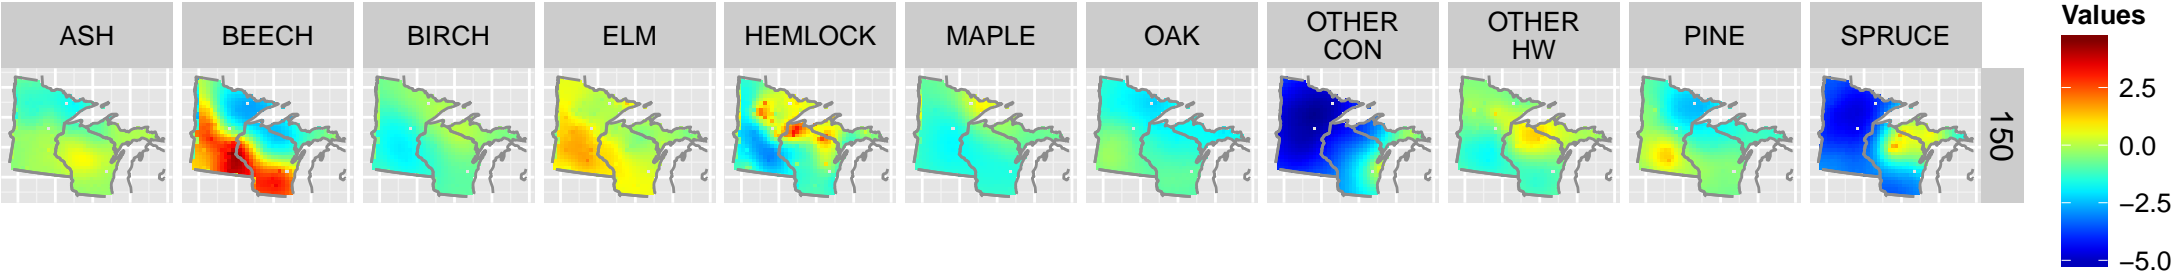 ASH
BEECH
BIRCH
ELM
HEMLOCK
MAPLE
OAK
OTHER
CON
OTHER
HW
PINE
SPRUCE
150
Values
2.5
0.0
−2.5
−5.0